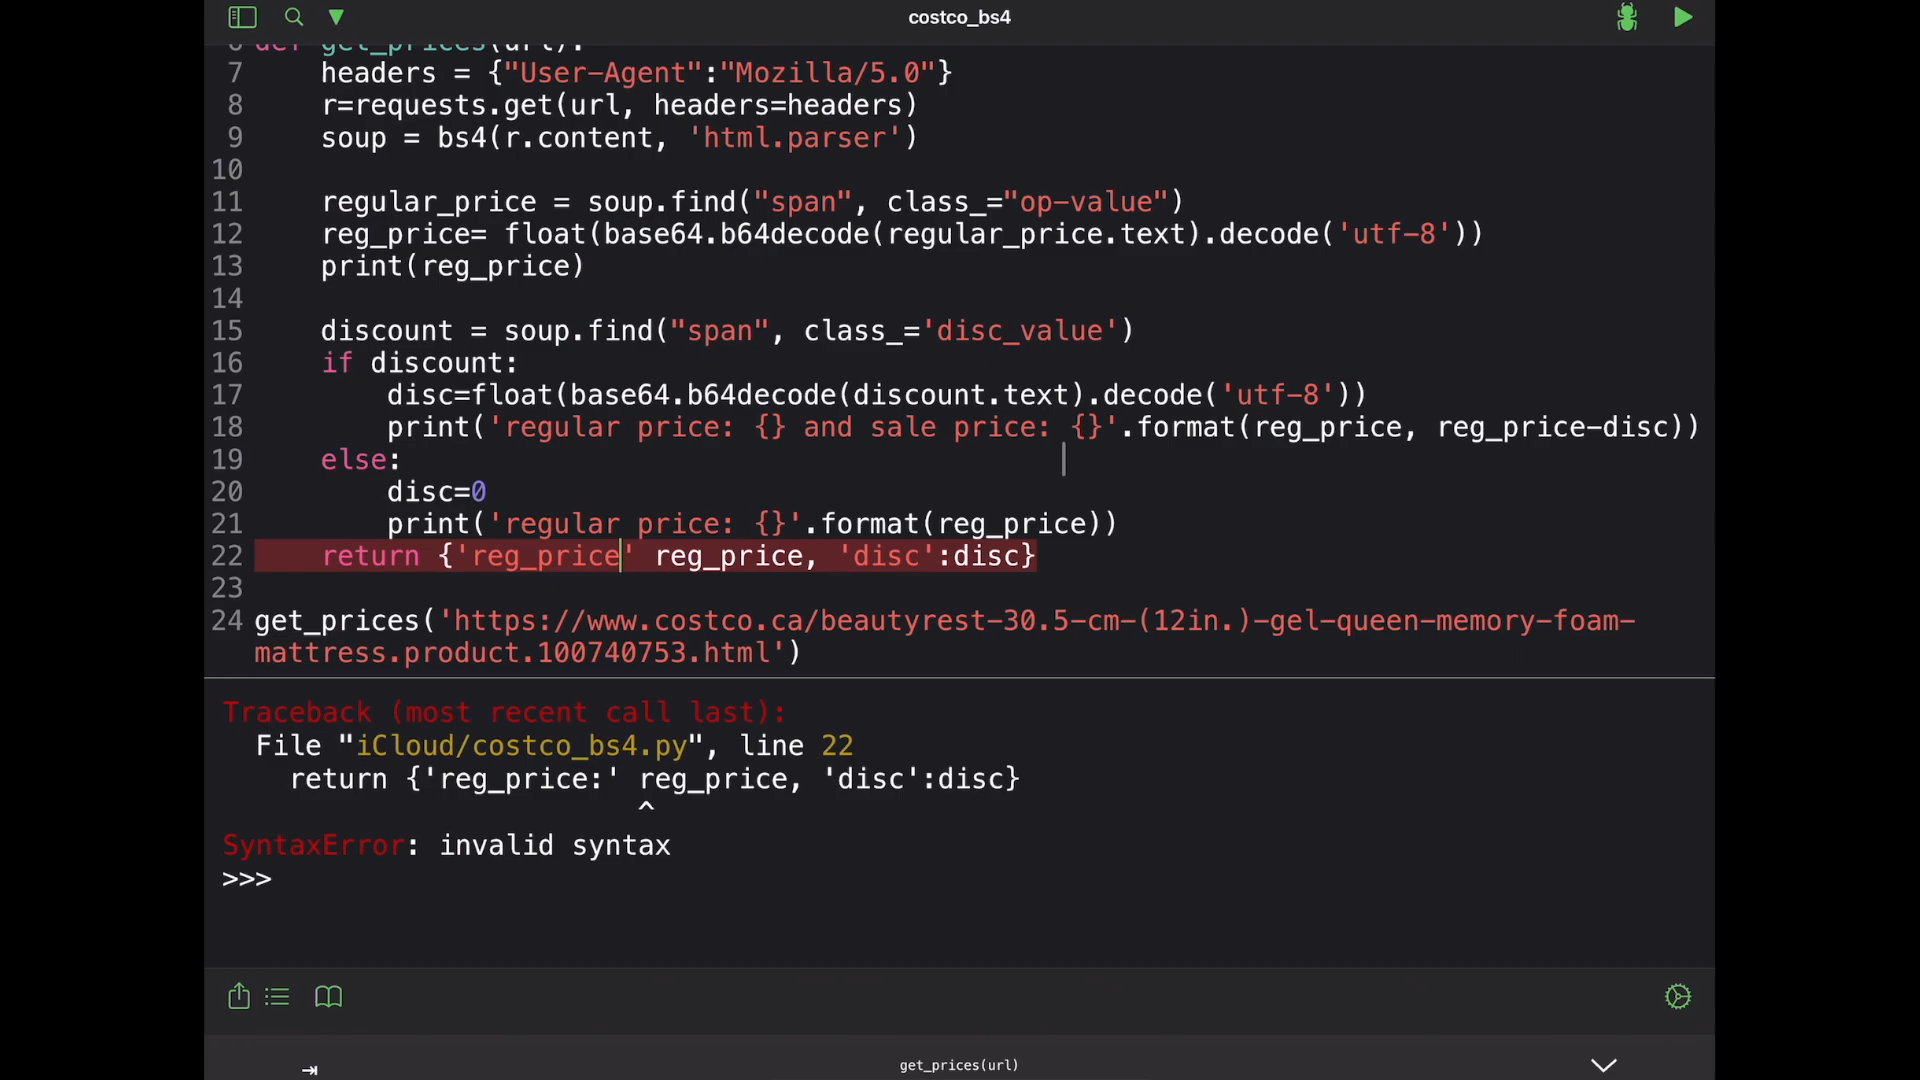 costco_bs4
6 def get_prices(url):
7 headers = {"User-Agent":"Mozilla/5.0"}
8 r=requests.get(url, headers=headers)
9 soup = bs4(r.content, 'html.parser')
10
11 regular_price = soup.find("span", class_="op-value")
12 reg_price= float(base64.b64decode(regular_price.text).decode('utf-8'))
13 print(reg_price)
14
15 discount = soup.find("span", class_='disc_value')
16 if discount:
17 disc=float(base64.b64decode(discount.text).decode('utf-8'))
18 print('regular price: {} and sale price: {}'.format(reg_price, reg_price-disc))
19 else:
20 disc=0
21 print('regular price: {}'.format(reg_price))
22 return {'reg_price' reg_price, 'disc':disc}
23
24 get_prices('https://www.costco.ca/beautyrest-30.5-cm-(12in.)-gel-queen-memory-foam-
mattress.product.100740753.html')
Traceback (most recent call last):
File "iCloud/costco_bs4.py", line 22
return {'reg_price:' reg_price, 'disc':disc}
^
SyntaxError: invalid syntax
>>>
get_prices(url)